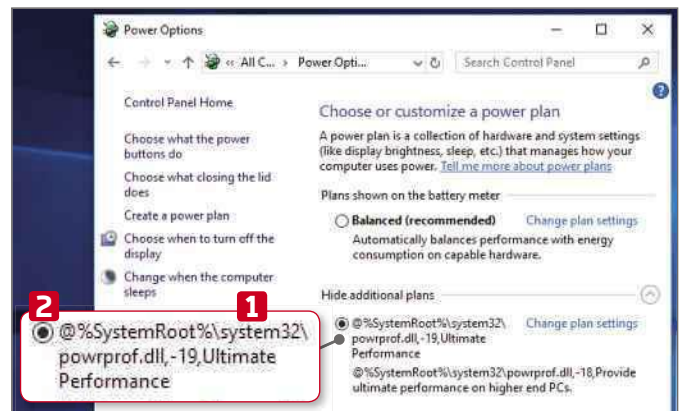 Power Options
« All C... › Power Opti...
Search Control Panel
?
Control Panel Home
Choose what the power
buttons do
Choose what closing the lid
does
Create a power plan
Choose when to turn off the
display
Change when the computer
sleeps
Choose or customize a power plan
A power plan is a collection of hardware and system settings
(like display brightness, sleep, etc.) that manages how your
computer uses power. Tell me more about power plans
Plans shown on the battery meter
Balanced (recommended) Change plan settings
Automatically balances performance with energy
consumption on capable hardware.
Hide additional plans
@%SystemRoot%\system32\ Change plan settings
powrprof.dll,-19,Ultimate
Performance
@%SystemRoot%\system32\powrprof.dll,-18,Provide
ultimate performance on higher end PCs.
2 1
@%SystemRoot%\system32\
powrprof.dll,-19,Ultimate
Performance